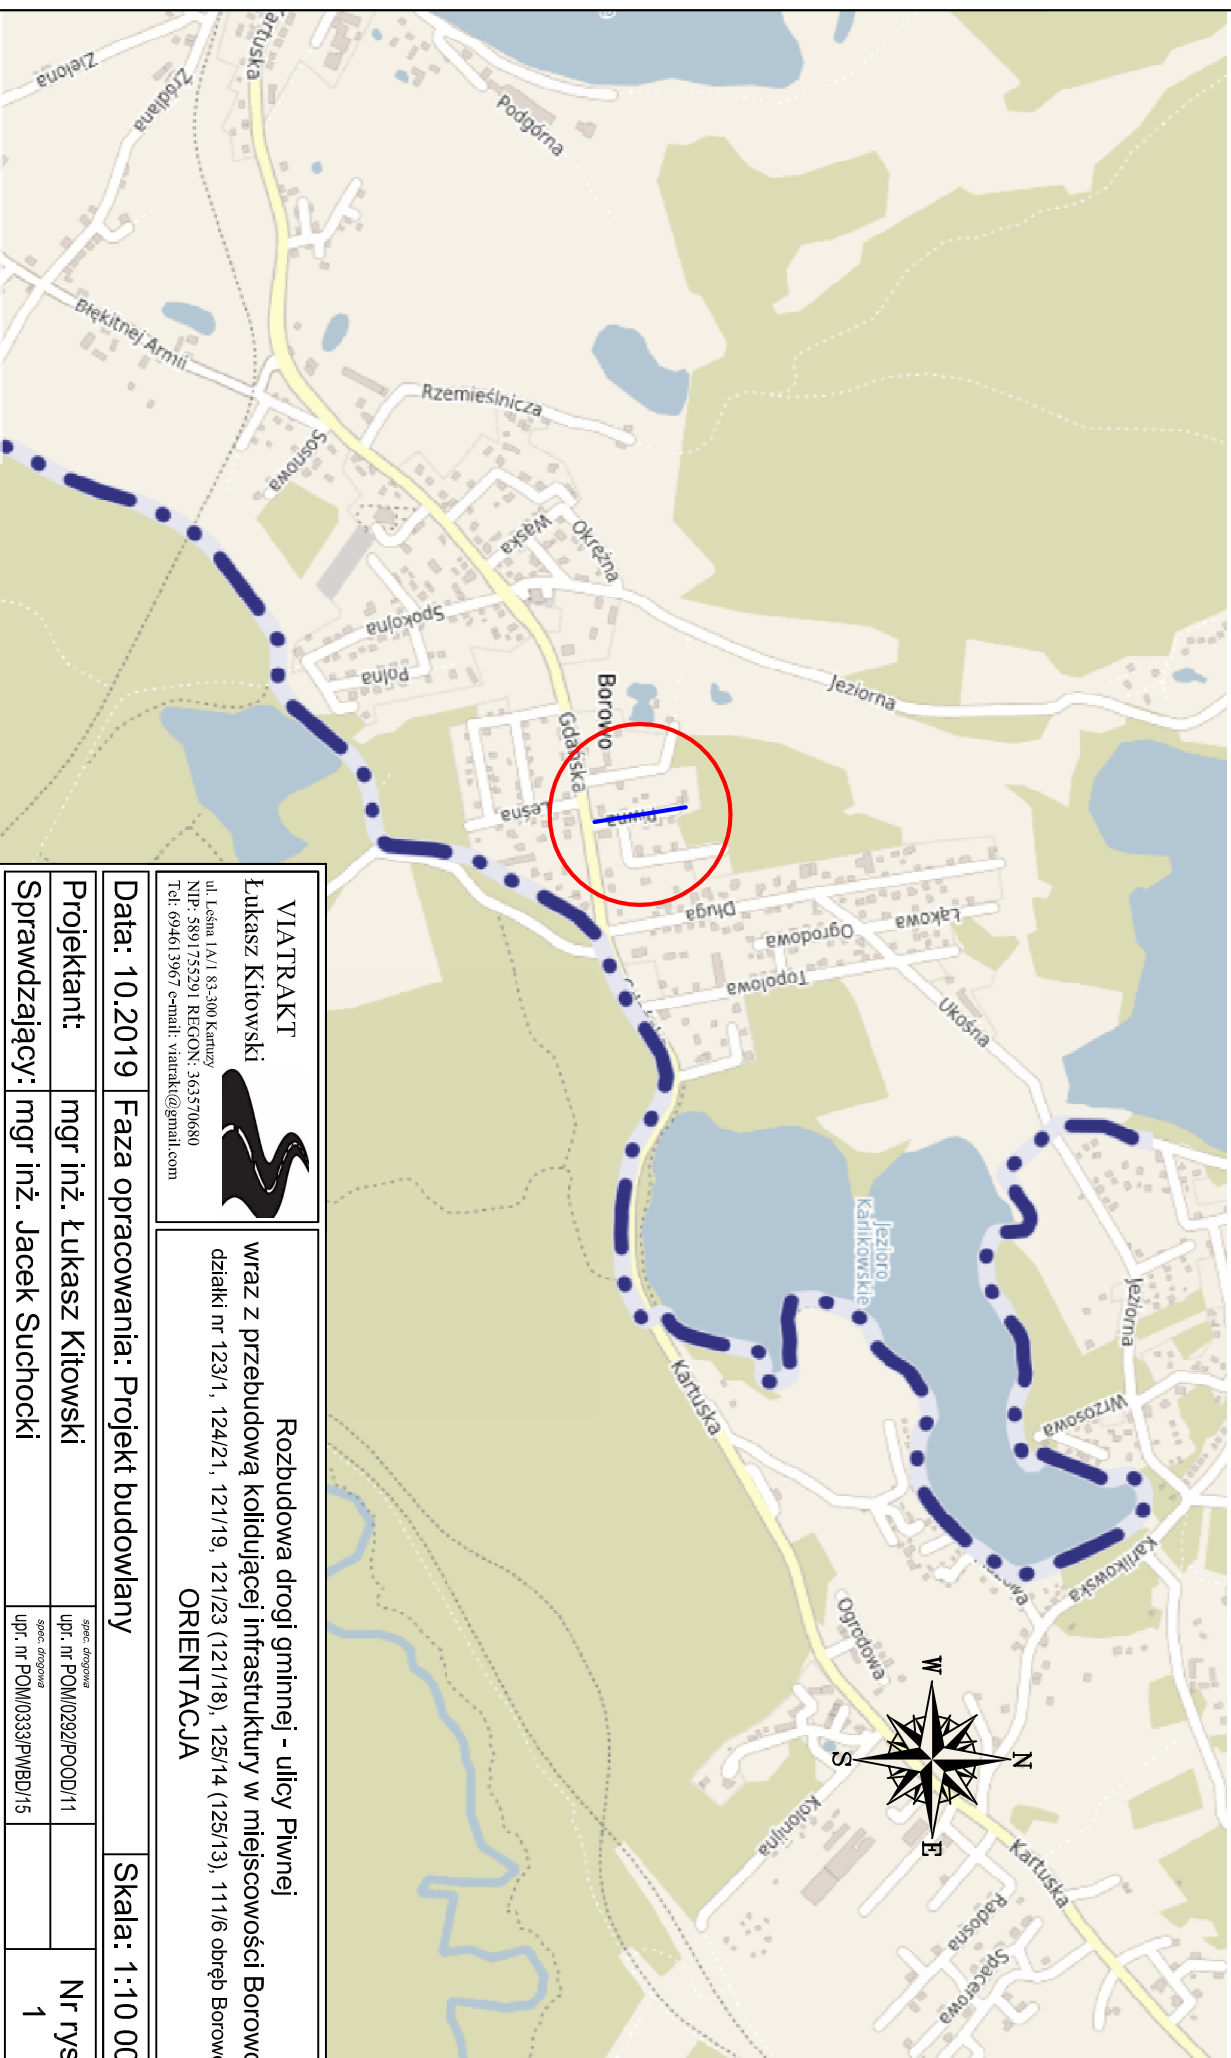 Kartuska
Zielona
Źródlana
Podgórna
Błękitnej Armii
Rzemieślnicza
Sosnowa
Wąska
Okrężna
Spokojna
Polna
Jeziorna
Borowo
Gdańska
Leśna
Piwna
Długa
Łąkowa
Ogrodowa
Topolowa
Ukośna
Jezioro
Karlikowskie
Jeziorna
Wrzosowa
Karlikowska
Kartuska
Ogrodowa
W
N
S
E
Kolonijna
Kartuska
Radosna
Spacerowa
VIATRAKT
Łukasz Kitowski
ul. Leśna 1A/1 83-300 Kartuzy
NIP: 5891755291 REGON: 363570680
Tel: 694613967 e-mail: viatrakt@gmail.com
Rozbudowa drogi gminnej - ulicy Piwnej
wraz z przebudową kolidującej infrastruktury w miejscowości Borowo
działki nr 123/1, 124/21, 121/19, 121/23 (121/18), 125/14 (125/13), 111/6 obręb Borowo
ORIENTACJA
Data: 10.2019 Faza opracowania: Projekt budowlany Skala: 1:10 00
Projektant: mgr inż. Łukasz Kitowski spec. drogowa upr. nr POM/0292/POOD/11 Nr rys
Sprawdzający: mgr inż. Jacek Suchocki spec. drogowa upr. nr POM/0333/PWBD/15 1